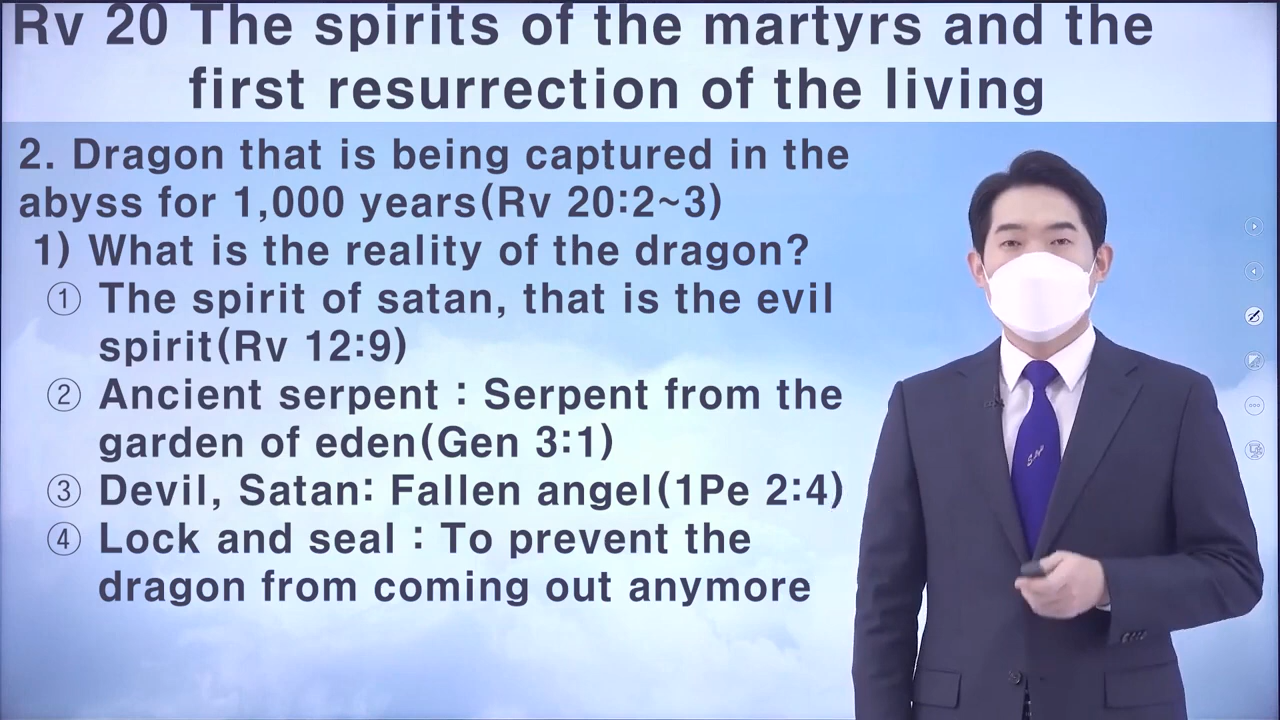 Rv 20 The spirits of the martyrs and the
first resurrection of the living
2. Dragon that is being captured in the
abyss for 1,000 years(Rv 20:2~3)
1) What is the reality of the dragon?
① The spirit of satan, that is the evil
spirit(Rv 12:9)
② Ancient serpent : Serpent from the
garden of eden(Gen 3:1)
③ Devil, Satan: Fallen angel(1Pe 2:4)
④ Lock and seal : To prevent the
dragon from coming out anymore